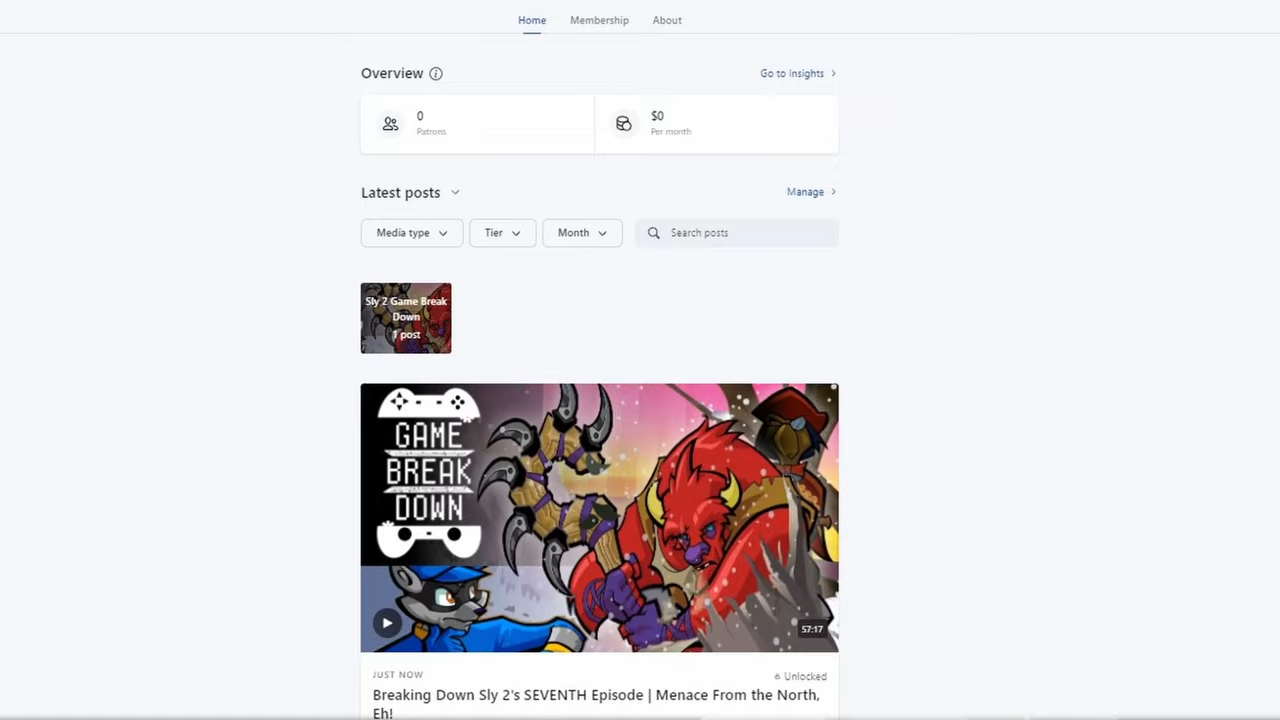 Home Membership About
Overview
Go to Insights
0
Patrons
$0
Per month
Latest posts
Manage
Media type
Tier
Month
Search posts
Sly 2 Game Break
Down
1 post
GAME
BREAK
DOWN
57:17
JUST NOW
Unlocked
Breaking Down Sly 2's SEVENTH Episode | Menace From the North,
Eh!